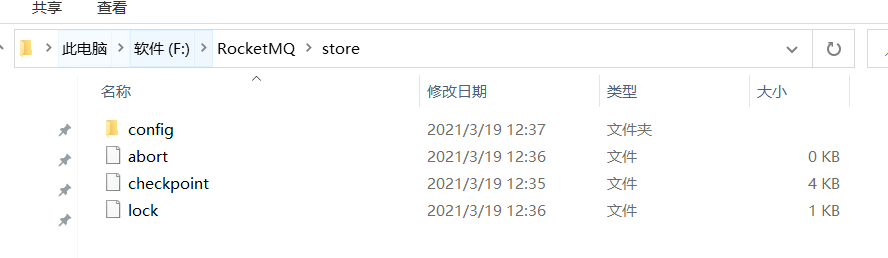 共享 查看
此电脑 软件 (F:) RocketMQ store
名称 修改日期 类型 大小
config 2021/3/19 12:37 文件夹
abort 2021/3/19 12:36 文件 0 KB
checkpoint 2021/3/19 12:35 文件 4 KB
lock 2021/3/19 12:36 文件 1 KB